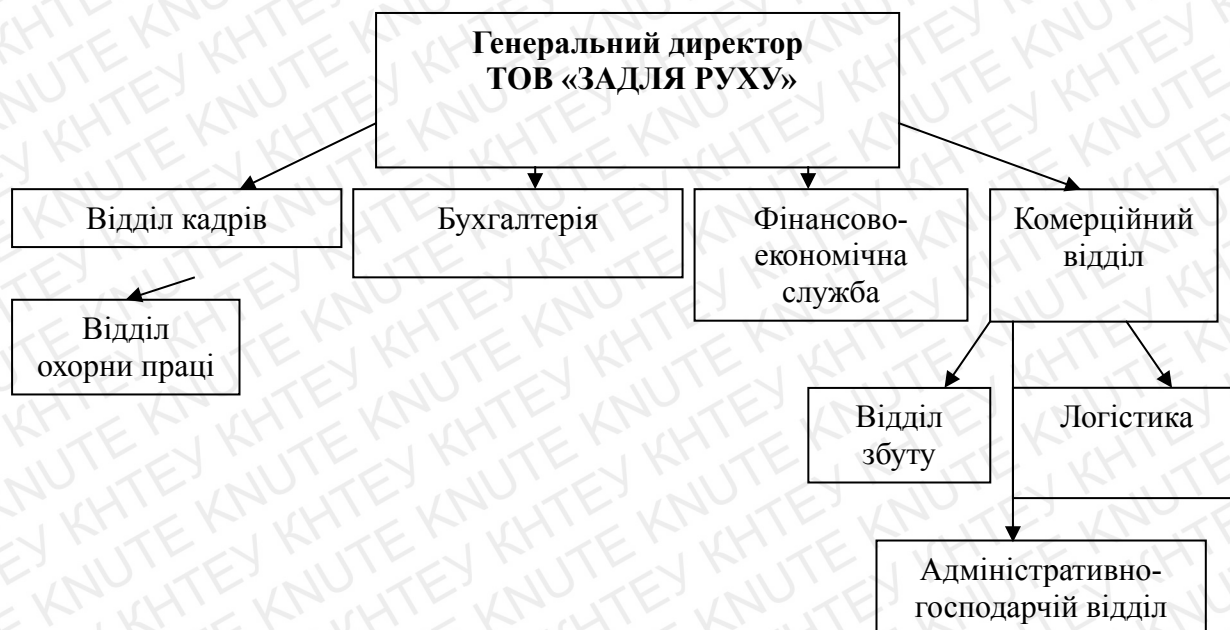 Генеральний директор
ТОВ «ЗАДЛЯ РУХУ»
Відділ кадрів
Бухгалтерія
Фінансово-
економічна
служба
Комерційний
відділ
Відділ
охорни праці
Відділ
збуту
Логістика
Адміністративно-
господарчій відділ